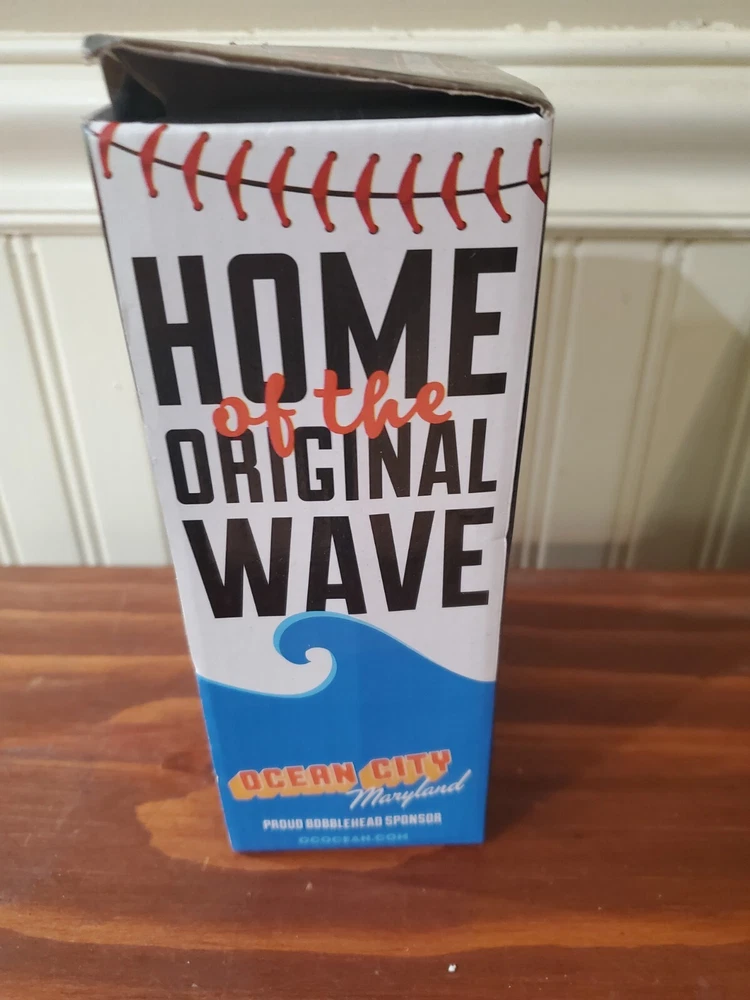 HOME
of the
ORIGINAL
WAVE
OCEAN CITY
Maryland
PROUD BOBBLEHEAD SPONSOR
OCOCEAN.COM